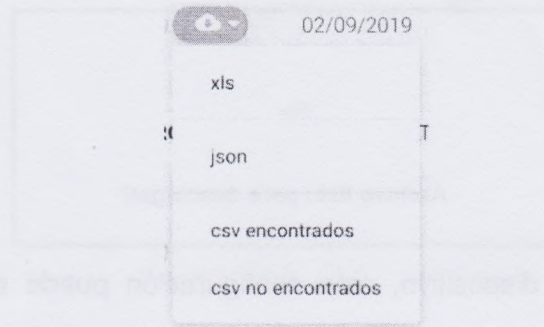 02/09/2019
xls
json
csv encontrados
csv no encontrados